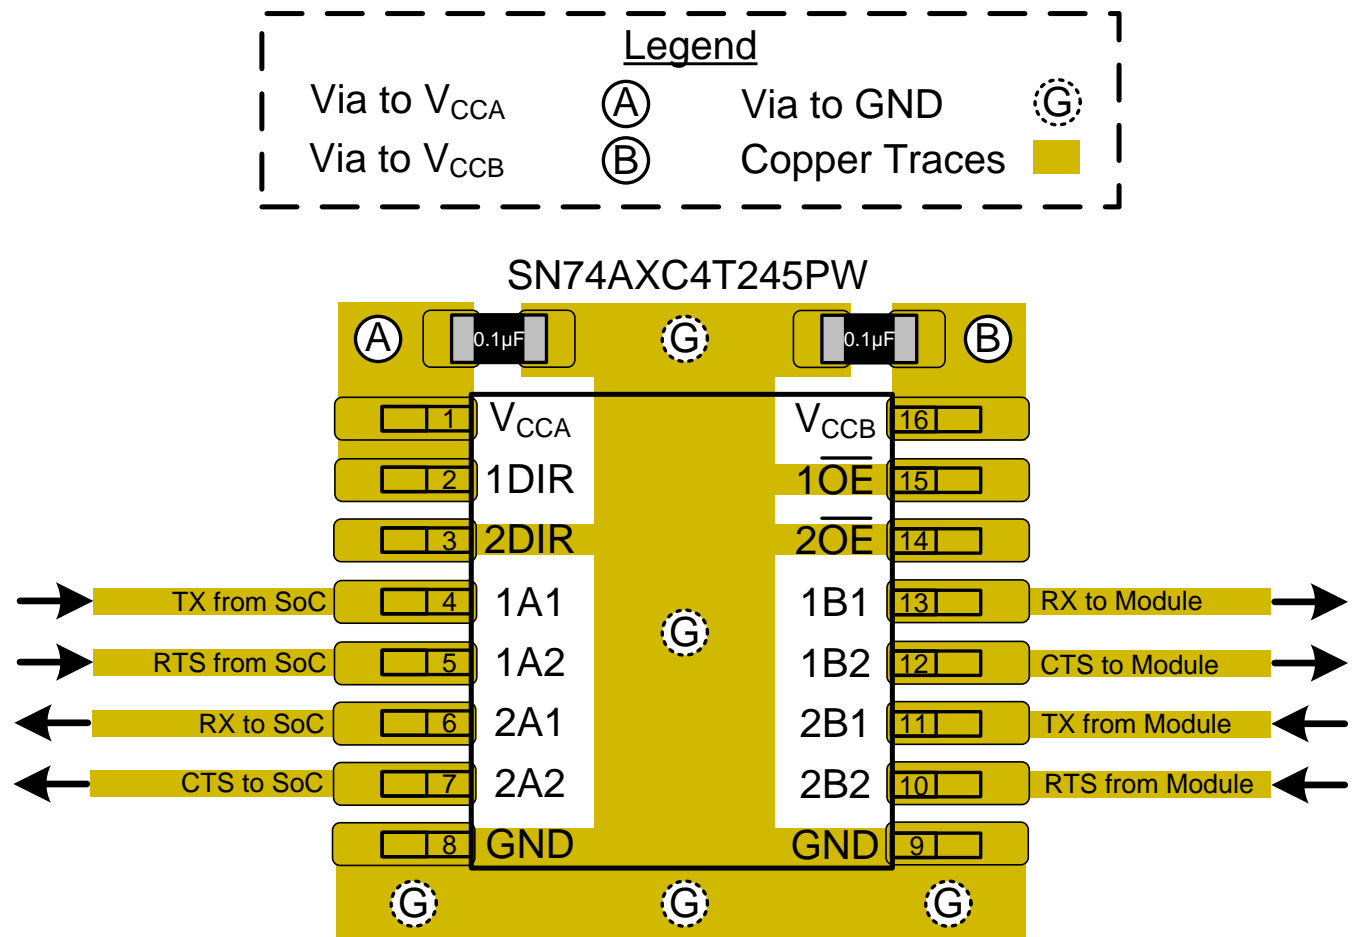 Legend
Via to VCCA A Via to GND G
Via to VCCB B Copper Traces
SN74AXC4T245PW
A 0.1µF G 0.1µF B
1 VCCA VCCB 16
2 1DIR 1OE 15
3 2DIR 2OE 14
TX from SoC 4 1A1 1B1 13 RX to Module
G
RTS from SoC 5 1A2 1B2 12 CTS to Module
RX to SoC 6 2A1 2B1 11 TX from Module
CTS to SoC 7 2A2 2B2 10 RTS from Module
8 GND GND 9
G G G